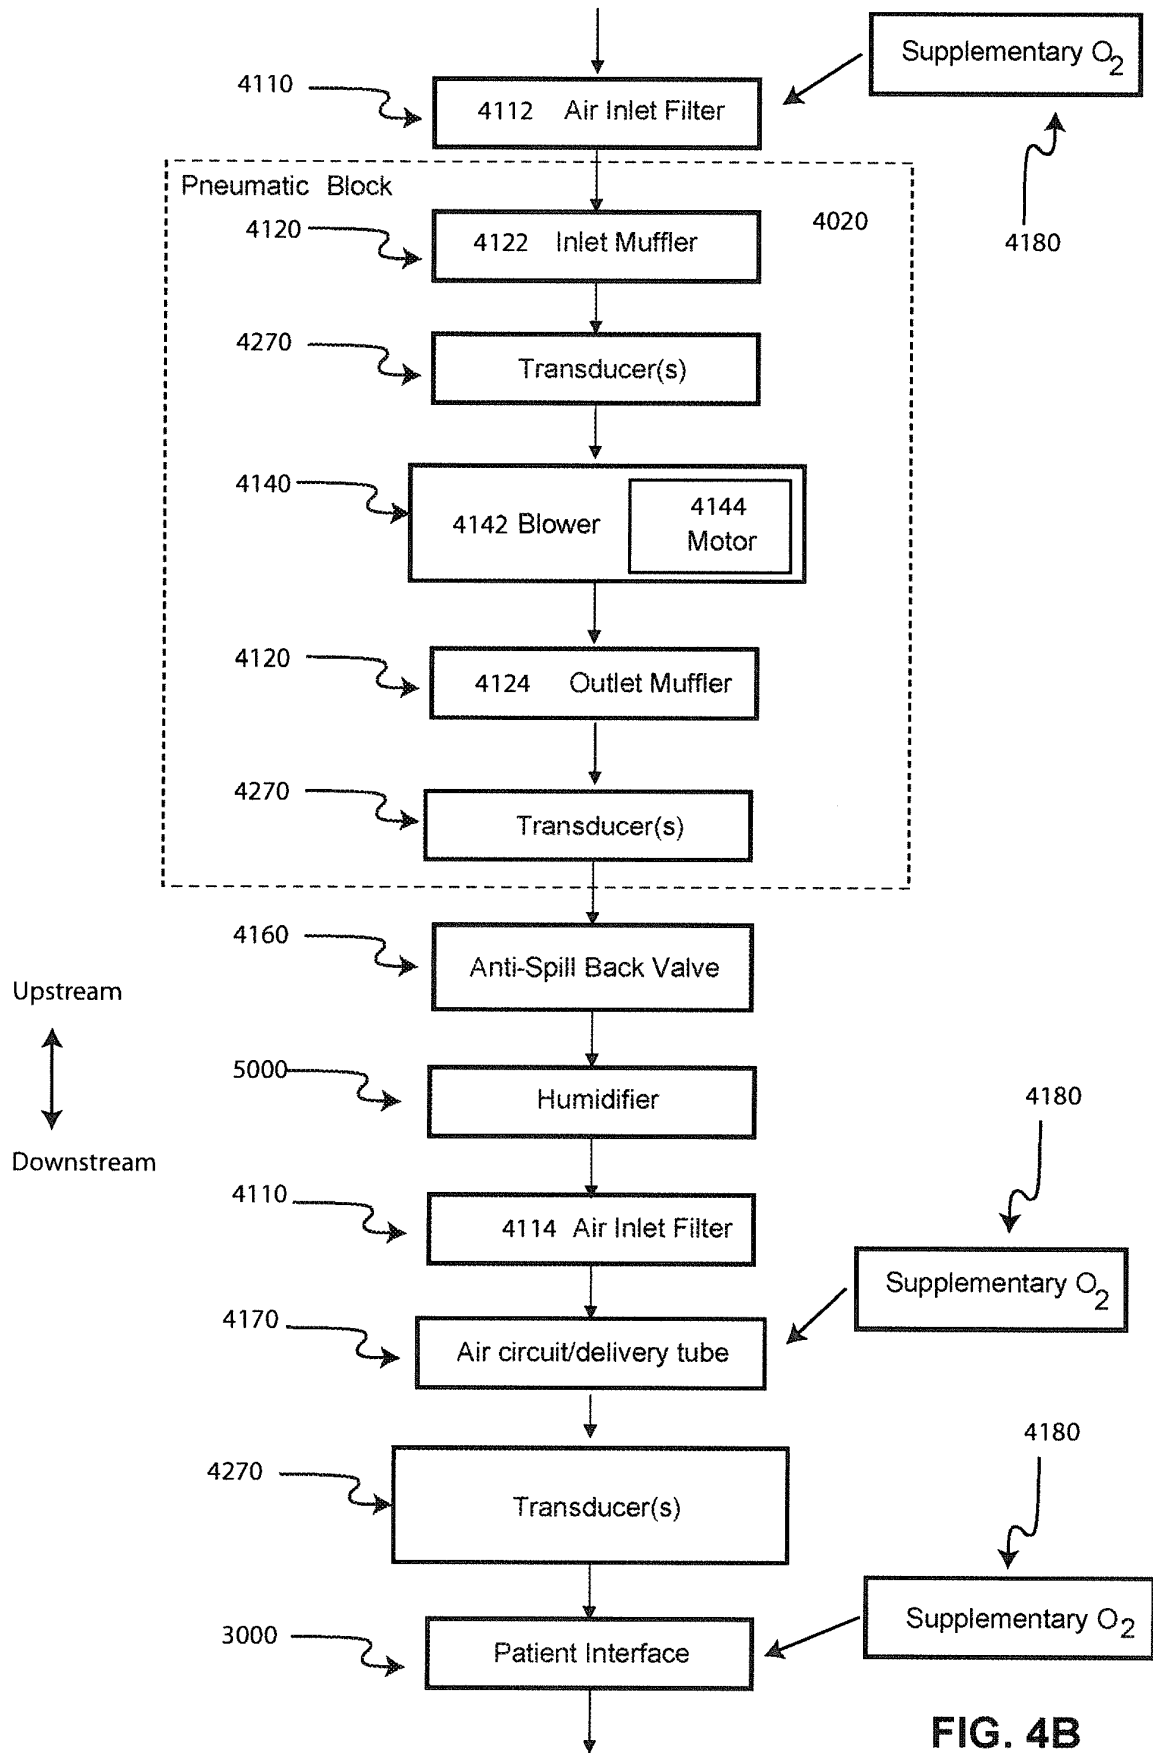 Supplementary O2
4110
4112 Air Inlet Filter
Pneumatic Block
4120
4122 Inlet Muffler
4020
4180
4270
Transducer(s)
4140
4142 Blower
4144
Motor
4120
4124 Outlet Muffler
4270
Transducer(s)
4160
Anti-Spill Back Valve
Upstream
Downstream
5000
Humidifier
4180
4110
4114 Air Inlet Filter
Supplementary O2
4170
Air circuit/delivery tube
4180
4270
Transducer(s)
Supplementary O2
3000
Patient Interface
FIG. 4B